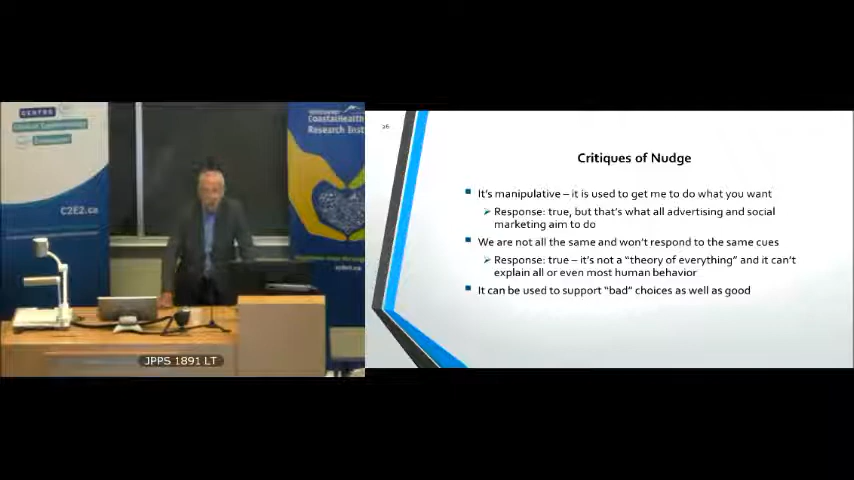 CENTRE
C2E2.ca
CoastalHealth
Research Inst
JPPS 1891 LT
26
Critiques of Nudge
It's manipulative – it is used to get me to do what you want
Response: true, but that's what all advertising and social
marketing aim to do
We are not all the same and won't respond to the same cues
Response: true – it's not a "theory of everything" and it can't
explain all or even most human behavior
It can be used to support "bad" choices as well as good